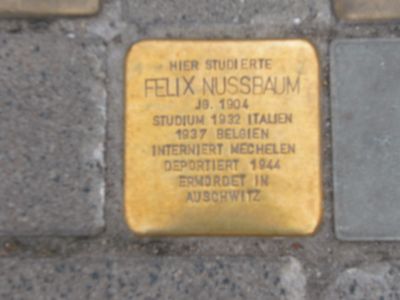 HIER STUDIERTE
FELIX NUSSBAUM
JG. 1904
STUDIUM 1932 ITALIEN
1937 BELGIEN
INTERNIERT MECHELEN
DEPORTIERT 1944
ERMORDET IN
AUSCHWITZ